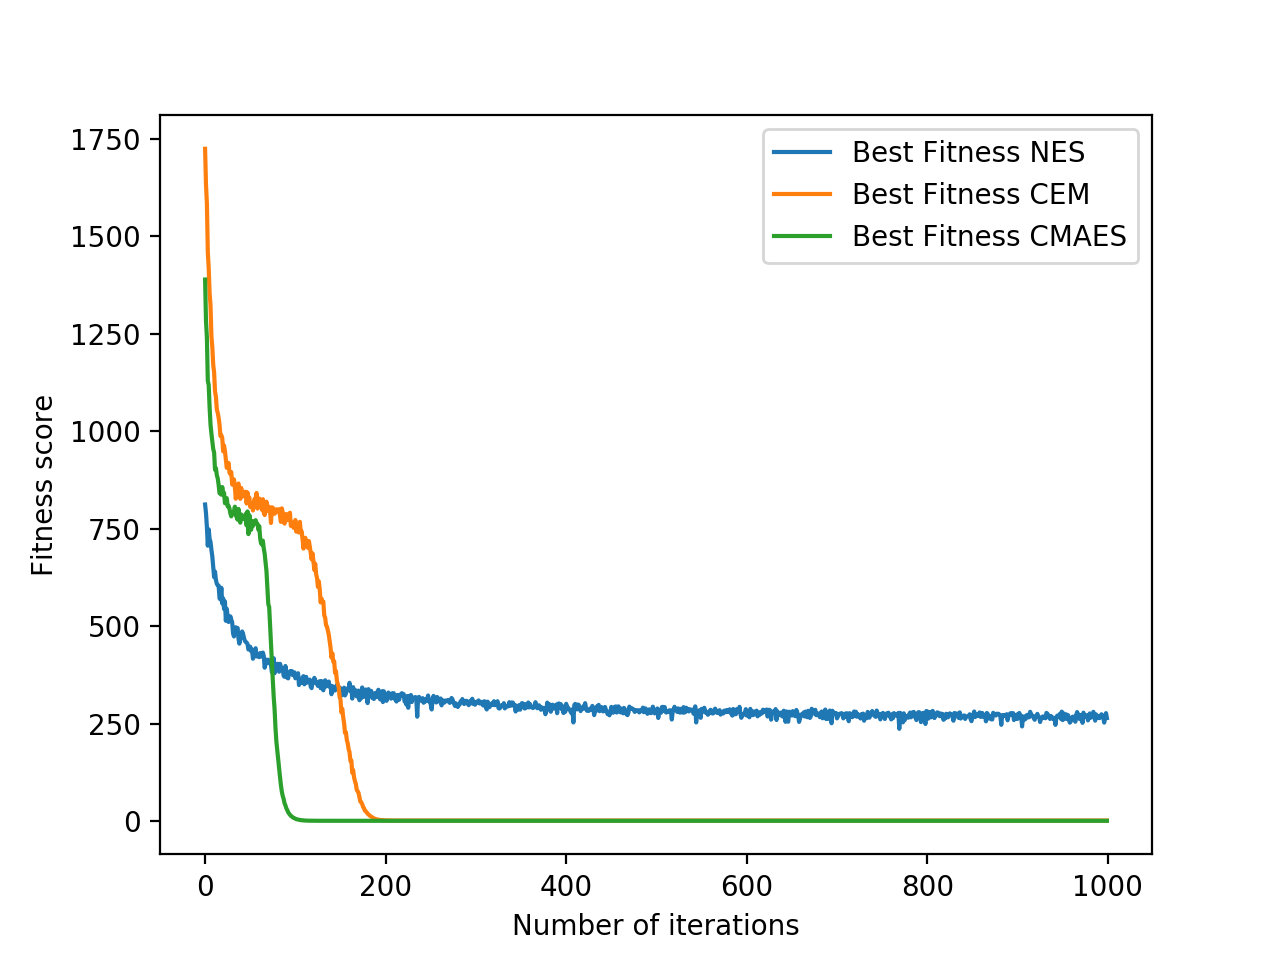 1750
1500
1250
1000
750
500
250
0
Fitness score
Best Fitness NES
Best Fitness CEM
Best Fitness CMAES
0 200 400 600 800 1000
Number of iterations